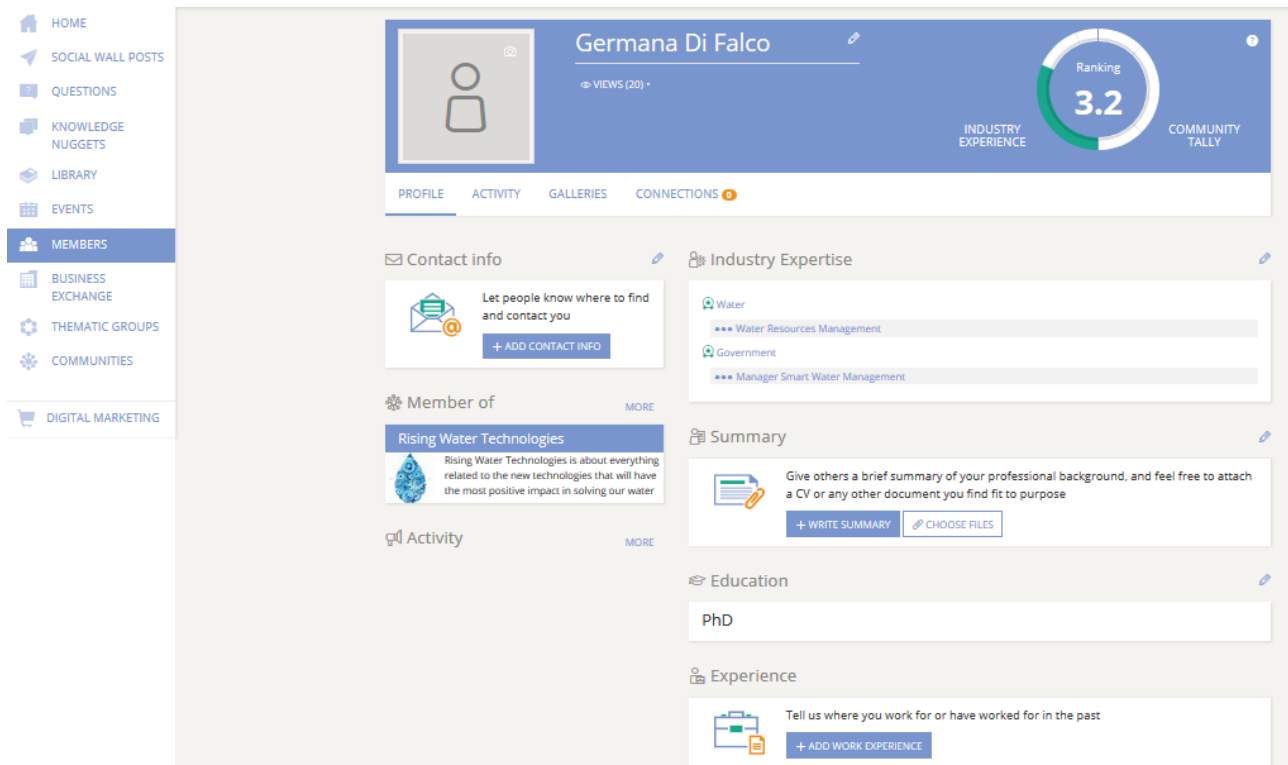 HOME
SOCIAL WALL POSTS
QUESTIONS
KNOWLEDGE
NUGGETS
LIBRARY
EVENTS
MEMBERS
BUSINESS
EXCHANGE
THEMATIC GROUPS
COMMUNITIES
DIGITAL MARKETING
Germana Di Falco
VIEWS (20)
Ranking
3.2
INDUSTRY
EXPERIENCE
COMMUNITY
TALLY
?
PROFILE ACTIVITY GALLERIES CONNECTIONS 0
Contact info
Let people know where to find
and contact you
+ ADD CONTACT INFO
Member of
MORE
Rising Water Technologies
Rising Water Technologies is about everything
related to the new technologies that will have
the most positive impact in solving our water
Activity
MORE
Industry Expertise
Water
Water Resources Management
Government
Manager Smart Water Management
Summary
Give others a brief summary of your professional background, and feel free to attach
a CV or any other document you find fit to purpose
+ WRITE SUMMARY CHOOSE FILES
Education
PhD
Experience
Tell us where you work for or have worked for in the past
+ ADD WORK EXPERIENCE